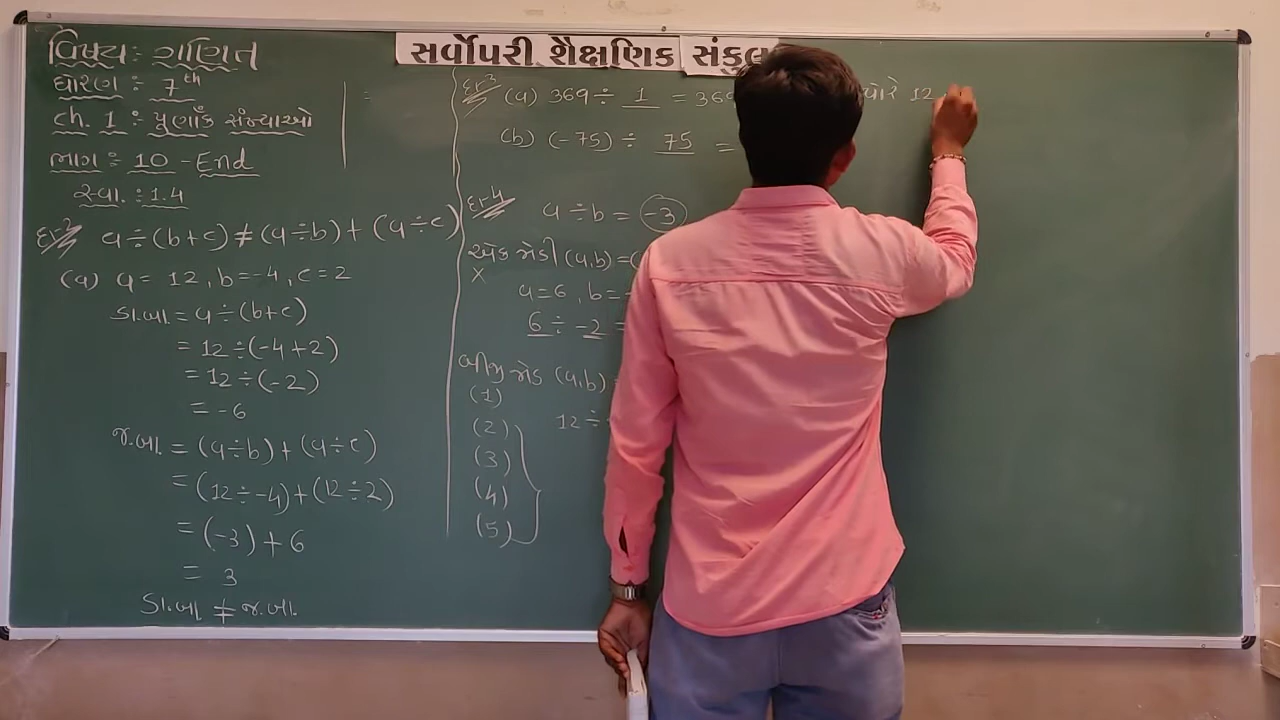 સર્વોપરી શૈક્ષણિક સંકુલ
વિષય : ગણિત
ધોરણ : 7th
ch. 1 : પૂર્ણાંક સંખ્યાઓ
ભાગ : 10 - End
સ્વા. : 1.4
દા-2 a ÷ (b+c) ≠ (a÷b) + (a÷c)
(a) a = 12, b = -4, c = 2
ડા.બા. = a ÷ (b+c)
= 12 ÷ (-4+2)
= 12 ÷ (-2)
= -6
જ.બા. = (a÷b) + (a÷c)
= (12÷-4) + (12÷2)
= (-3) + 6
= 3
ડા.બા ≠ જ.બા.
દા-3 (a) 369 ÷ 1 = 369
(b) (-75) ÷ 75 =
દા-4 a ÷ b = -3
એક જોડી (a,b) = (
X a=6, b=-
6 ÷ -2 =
બીજી જોડ (a,b) =
(1)
12 ÷
(2)
(3)
(4)
(5)
12